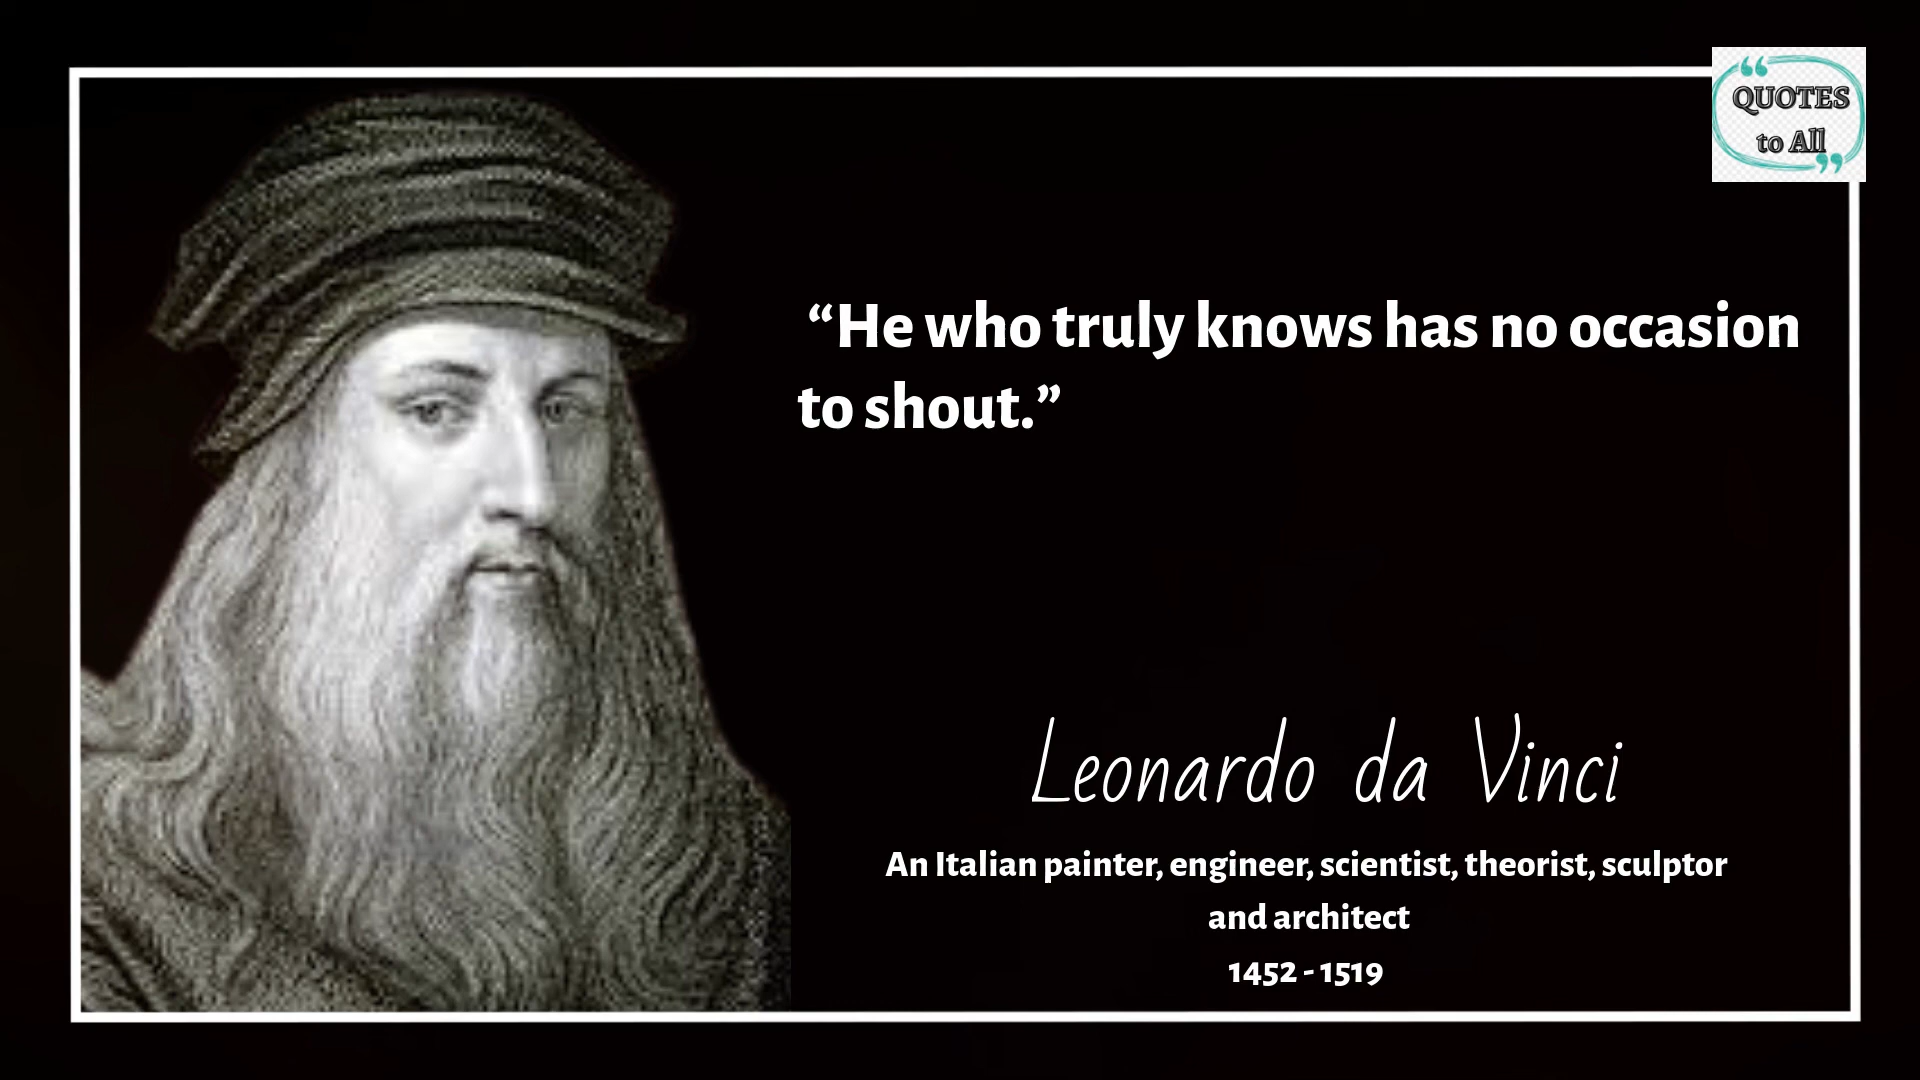 “QUOTES
to All”
“He who truly knows has no occasion
to shout.”
Leonardo da Vinci
An Italian painter, engineer, scientist, theorist, sculptor
and architect
1452 - 1519